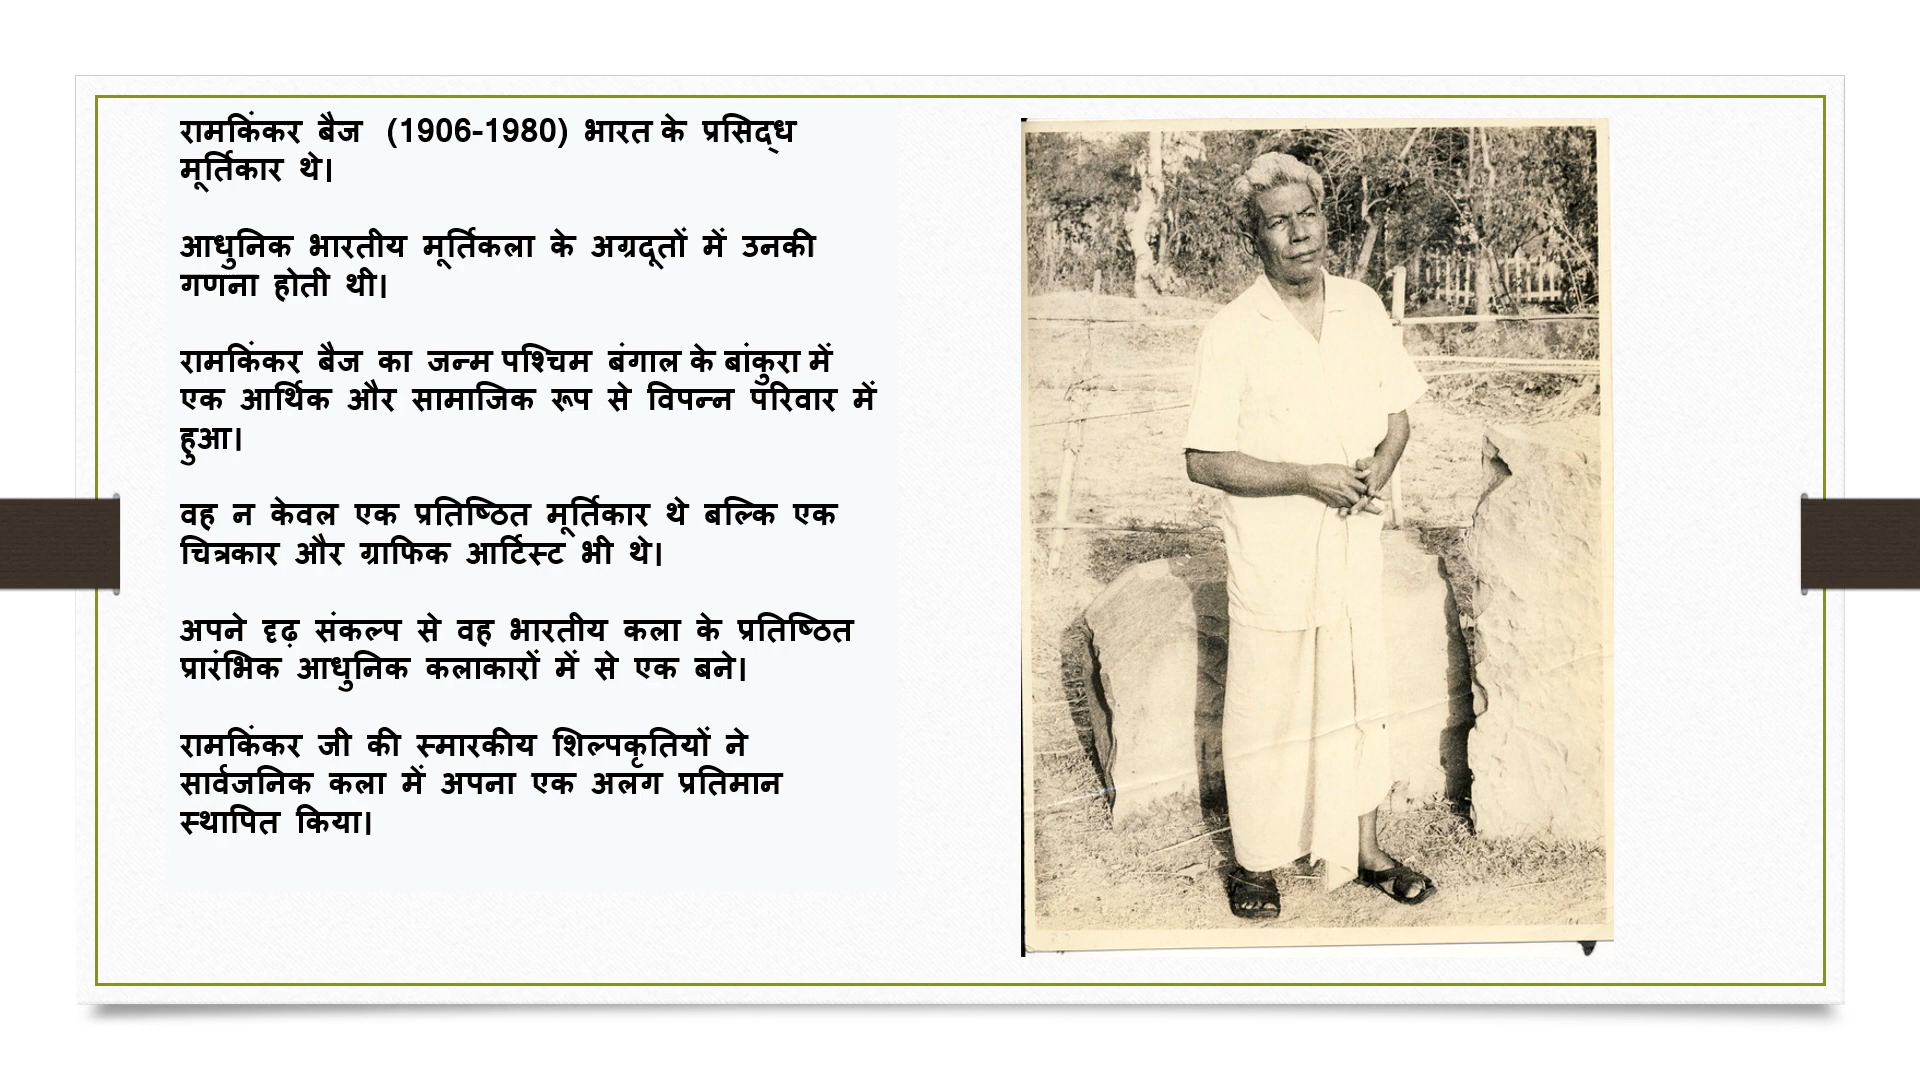 रामकिंकर बैज (1906-1980) भारत के प्रसिद्ध
मूर्तिकार थे।
आधुनिक भारतीय मूर्तिकला के अग्रदूतों में उनकी
गणना होती थी।
रामकिंकर बैज का जन्म पश्चिम बंगाल के बांकुरा में
एक आर्थिक और सामाजिक रूप से विपन्न परिवार में
हुआ।
वह न केवल एक प्रतिष्ठित मूर्तिकार थे बल्कि एक
चित्रकार और ग्राफिक आर्टिस्ट भी थे।
अपने दृढ़ संकल्प से वह भारतीय कला के प्रतिष्ठित
प्रारंभिक आधुनिक कलाकारों में से एक बने।
रामकिंकर जी की स्मारकीय शिल्पकृतियों ने
सार्वजनिक कला में अपना एक अलग प्रतिमान
स्थापित किया।